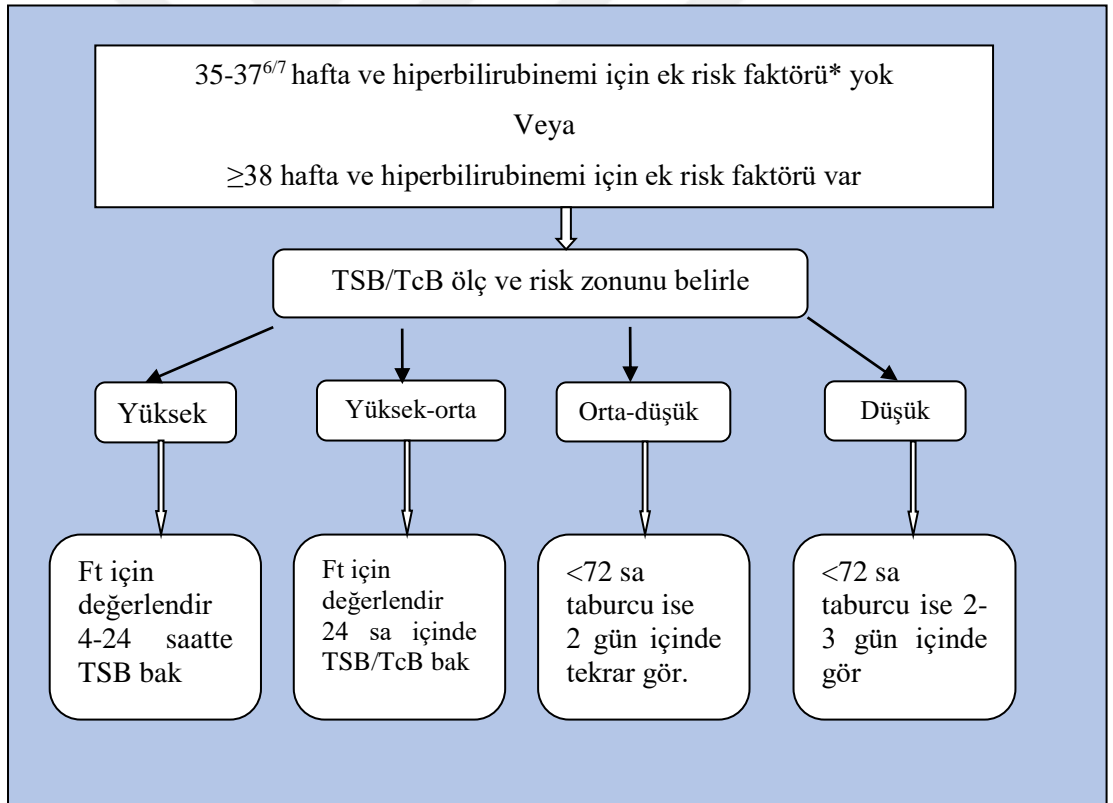 35-37⁶ᐟ⁷ hafta ve hiperbilirubinemi için ek risk faktörü* yok
Veya
≥38 hafta ve hiperbilirubinemi için ek risk faktörü var
TSB/TcB ölç ve risk zonunu belirle
Yüksek
Yüksek-orta
Orta-düşük
Düşük
Ft için
değerlendir
4-24 saatte
TSB bak
Ft için
değerlendir
24 sa içinde
TSB/TcB bak
<72 sa
taburcu ise
2 gün içinde
tekrar gör.
<72 sa
taburcu ise 2-
3 gün içinde
gör